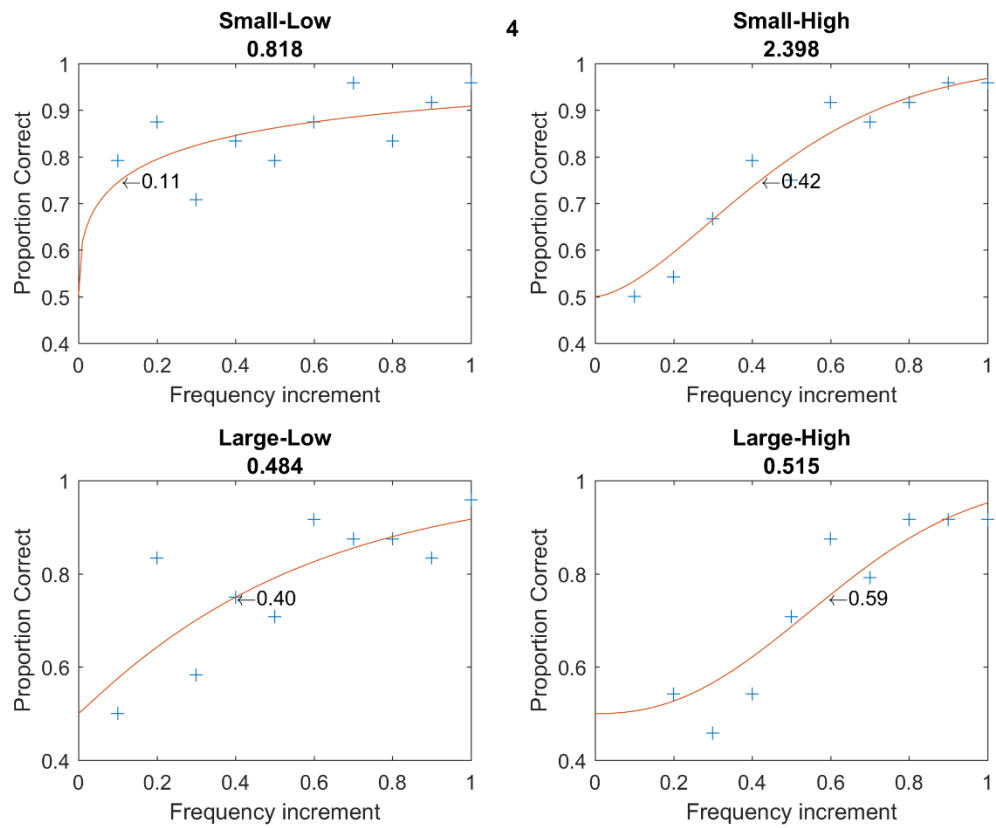 4
Small-Low
0.818
1
0.9
0.8
0.7
0.6
0.5
0.4
Proportion Correct
←0.11
0 0.2 0.4 0.6 0.8 1
Frequency increment
Small-High
2.398
1
0.9
0.8
0.7
0.6
0.5
0.4
Proportion Correct
←0.42
0 0.2 0.4 0.6 0.8 1
Frequency increment
Large-Low
0.484
1
0.8
0.6
0.4
Proportion Correct
←0.40
0 0.2 0.4 0.6 0.8 1
Frequency increment
Large-High
0.515
1
0.8
0.6
0.4
Proportion Correct
←0.59
0 0.2 0.4 0.6 0.8 1
Frequency increment